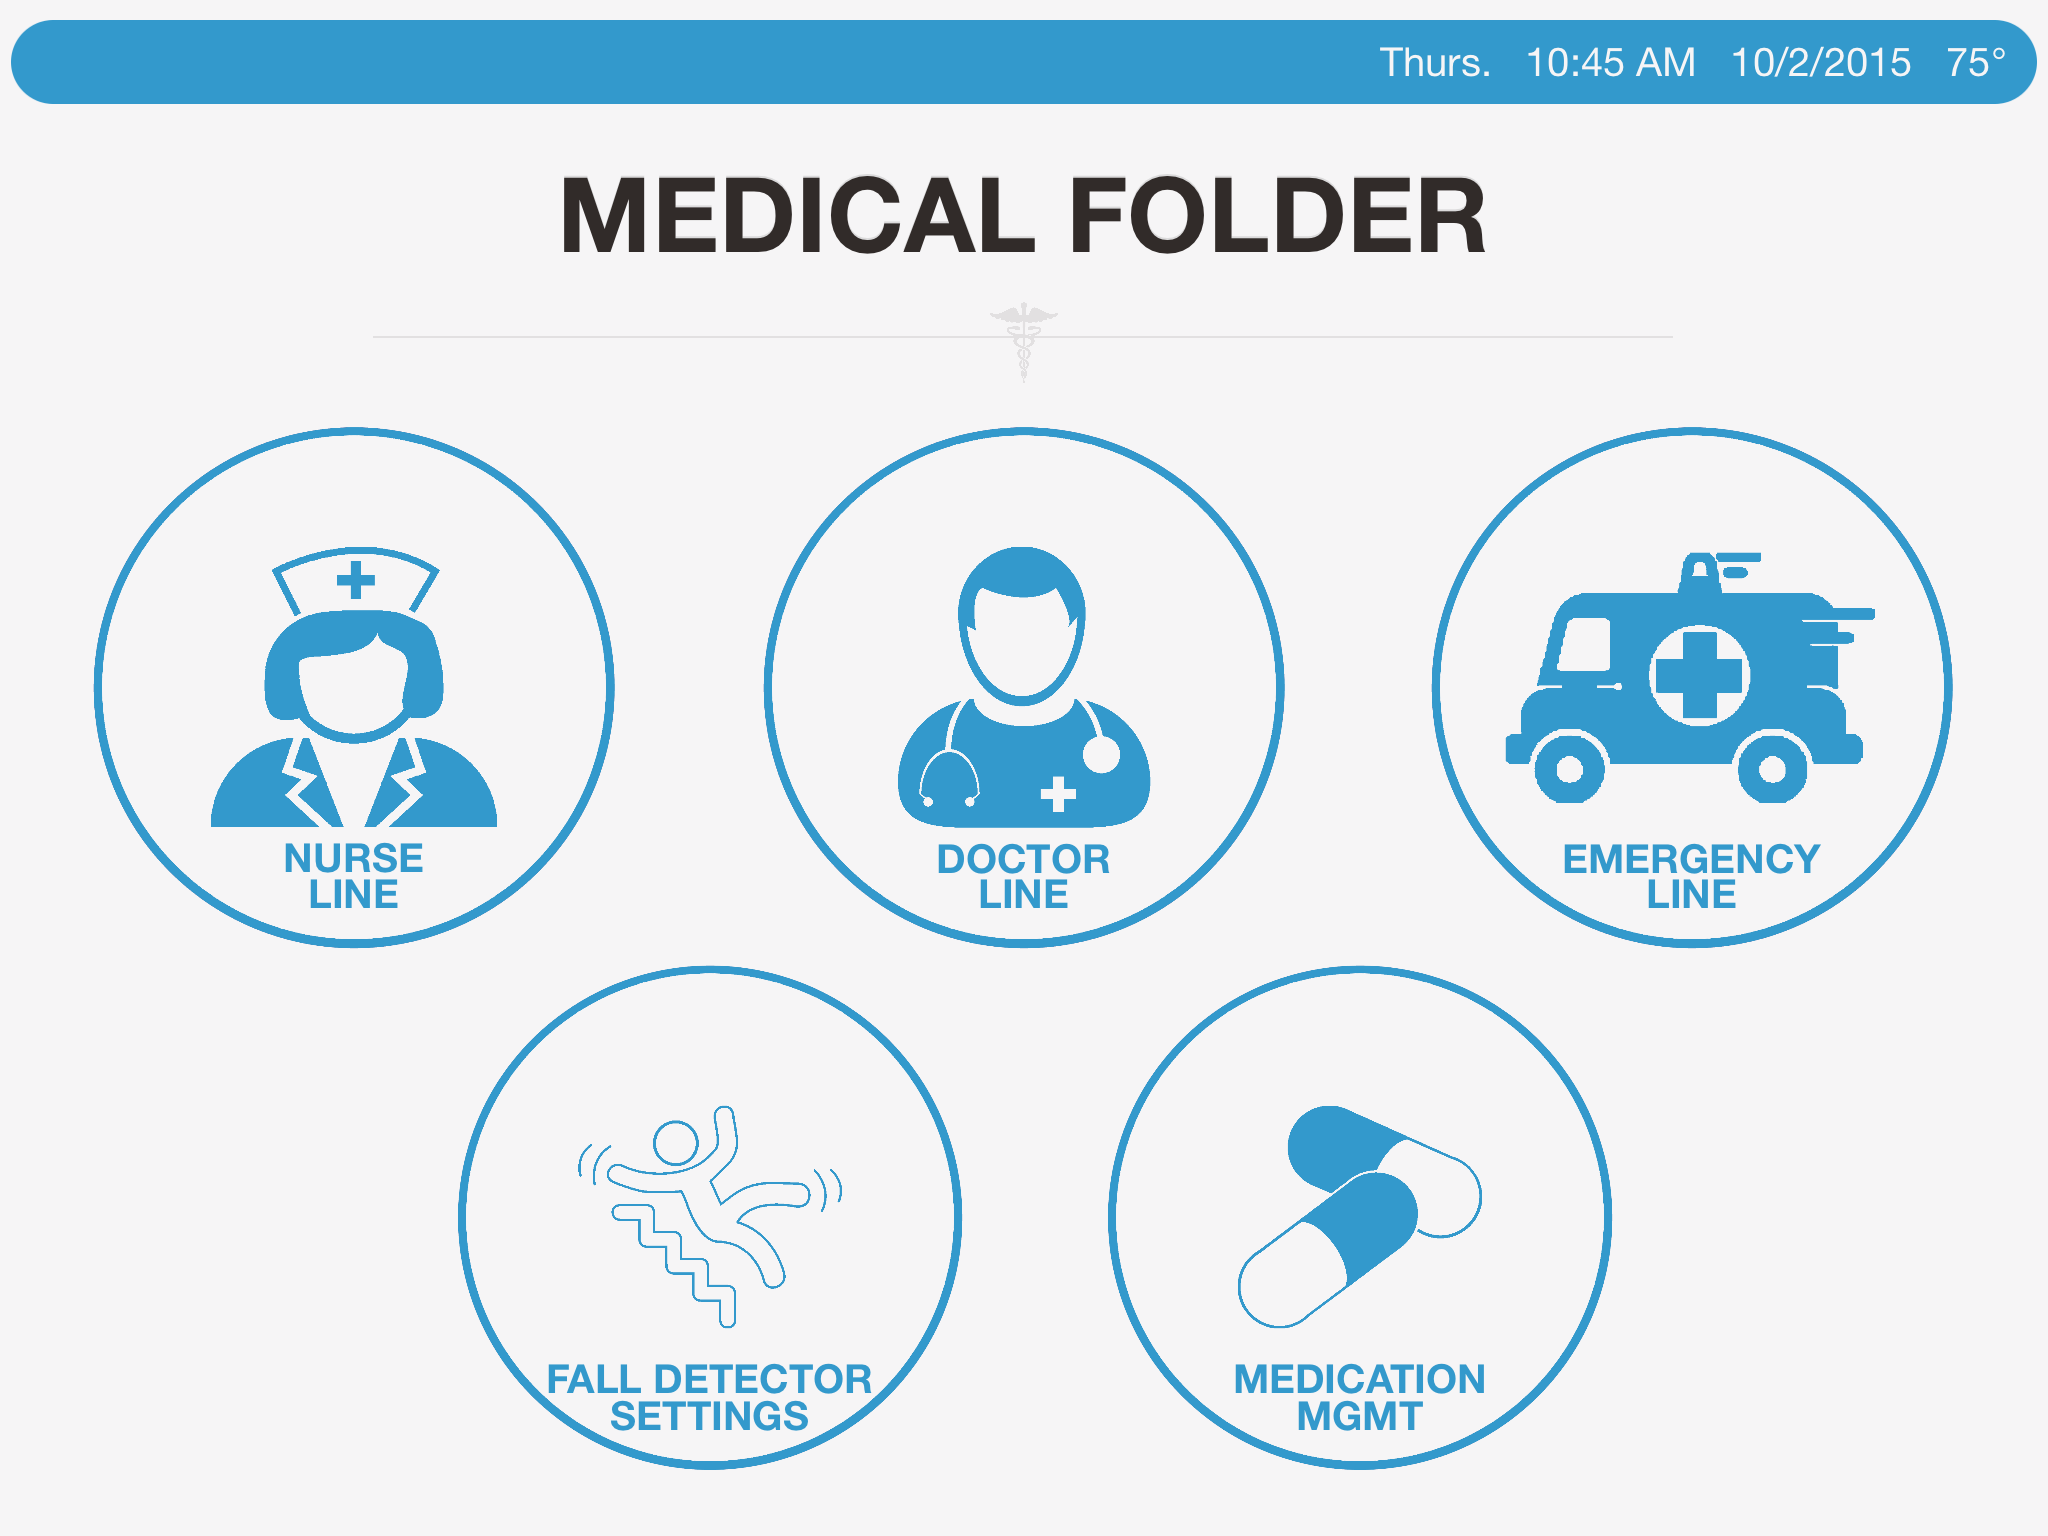 Thurs. 10:45 AM 10/2/2015 75°
MEDICAL FOLDER
NURSE
LINE
DOCTOR
LINE
EMERGENCY
LINE
FALL DETECTOR
SETTINGS
MEDICATION
MGMT